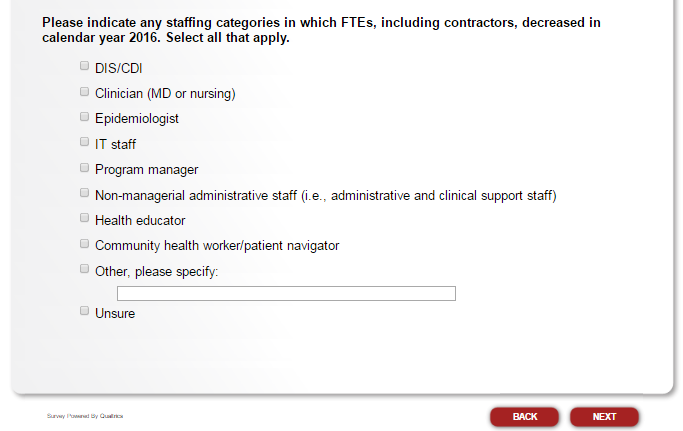 Please indicate any staffing categories in which FTEs, including contractors, decreased in
calendar year 2016. Select all that apply.
DIS/CDI
Clinician (MD or nursing)
Epidemiologist
IT staff
Program manager
Non-managerial administrative staff (i.e., administrative and clinical support staff)
Health educator
Community health worker/patient navigator
Other, please specify:
Unsure
Survey Powered By Qualtrics
BACK NEXT